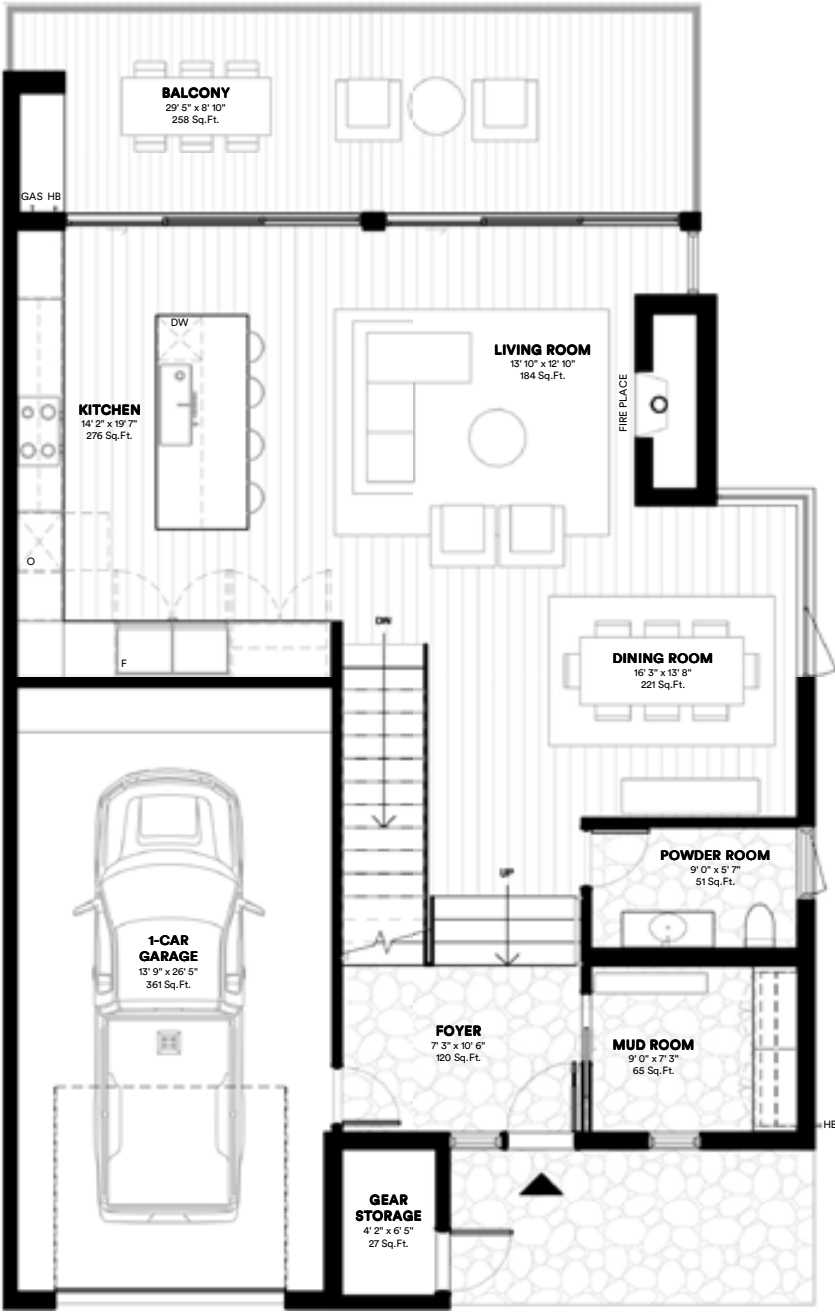 BALCONY
29' 5" x 8' 10"
258 Sq.Ft.
GAS HB
DW
LIVING ROOM
13' 10" x 12' 10"
184 Sq.Ft.
FIRE PLACE
KITCHEN
14' 2" x 19' 7"
276 Sq.Ft.
O
F
DN
DINING ROOM
16' 3" x 13' 8"
221 Sq.Ft.
POWDER ROOM
9' 0" x 5' 7"
51 Sq.Ft.
UP
1-CAR
GARAGE
13' 9" x 26' 5"
361 Sq.Ft.
FOYER
7' 3" x 10' 6"
120 Sq.Ft.
MUD ROOM
9' 0" x 7' 3"
65 Sq.Ft.
HB
GEAR
STORAGE
4' 2" x 6' 5"
27 Sq.Ft.